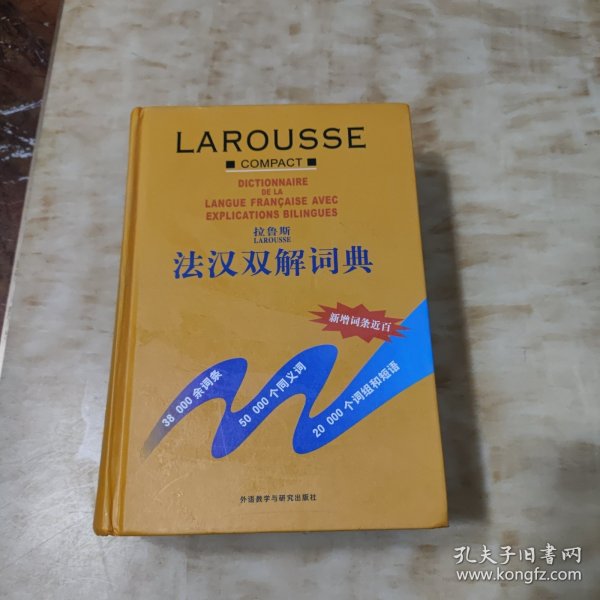 LAROUSSE
COMPACT
DICTIONNAIRE
DE LA
LANGUE FRANÇAISE AVEC
EXPLICATIONS BILINGUES
拉鲁斯
LAROUSSE
法汉双解词典
新增词条近百
38 000 余词条
50 000 个同义词
20 000 个词组和短语
外语教学与研究出版社
孔夫子旧书网
www.kongfz.com